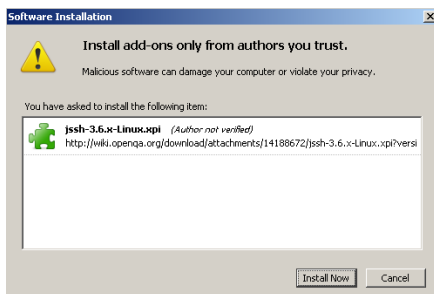 Software Installation
Install add-ons only from authors you trust.
Malicious software can damage your computer or violate your privacy.
You have asked to install the following item:
jssh-3.6.x-Linux.xpi (Author not verified)
http://wiki.openqa.org/download/attachments/14188672/jssh-3.6.x-Linux.xpi?versi
Install Now Cancel